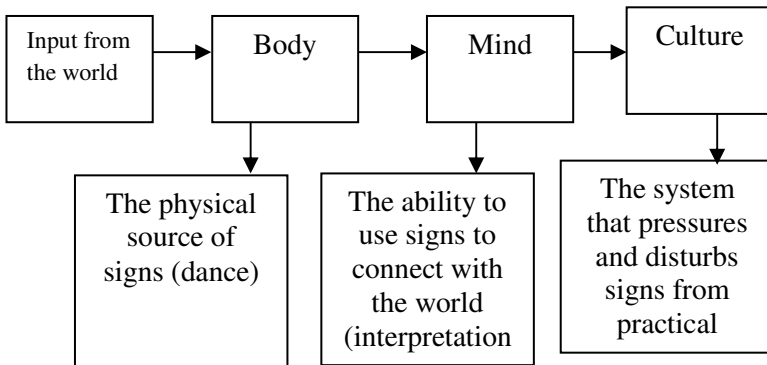 Input from
the world
Body
Mind
Culture
The physical
source of
signs (dance)
The ability to
use signs to
connect with
the world
(interpretation
The system
that pressures
and disturbs
signs from
practical